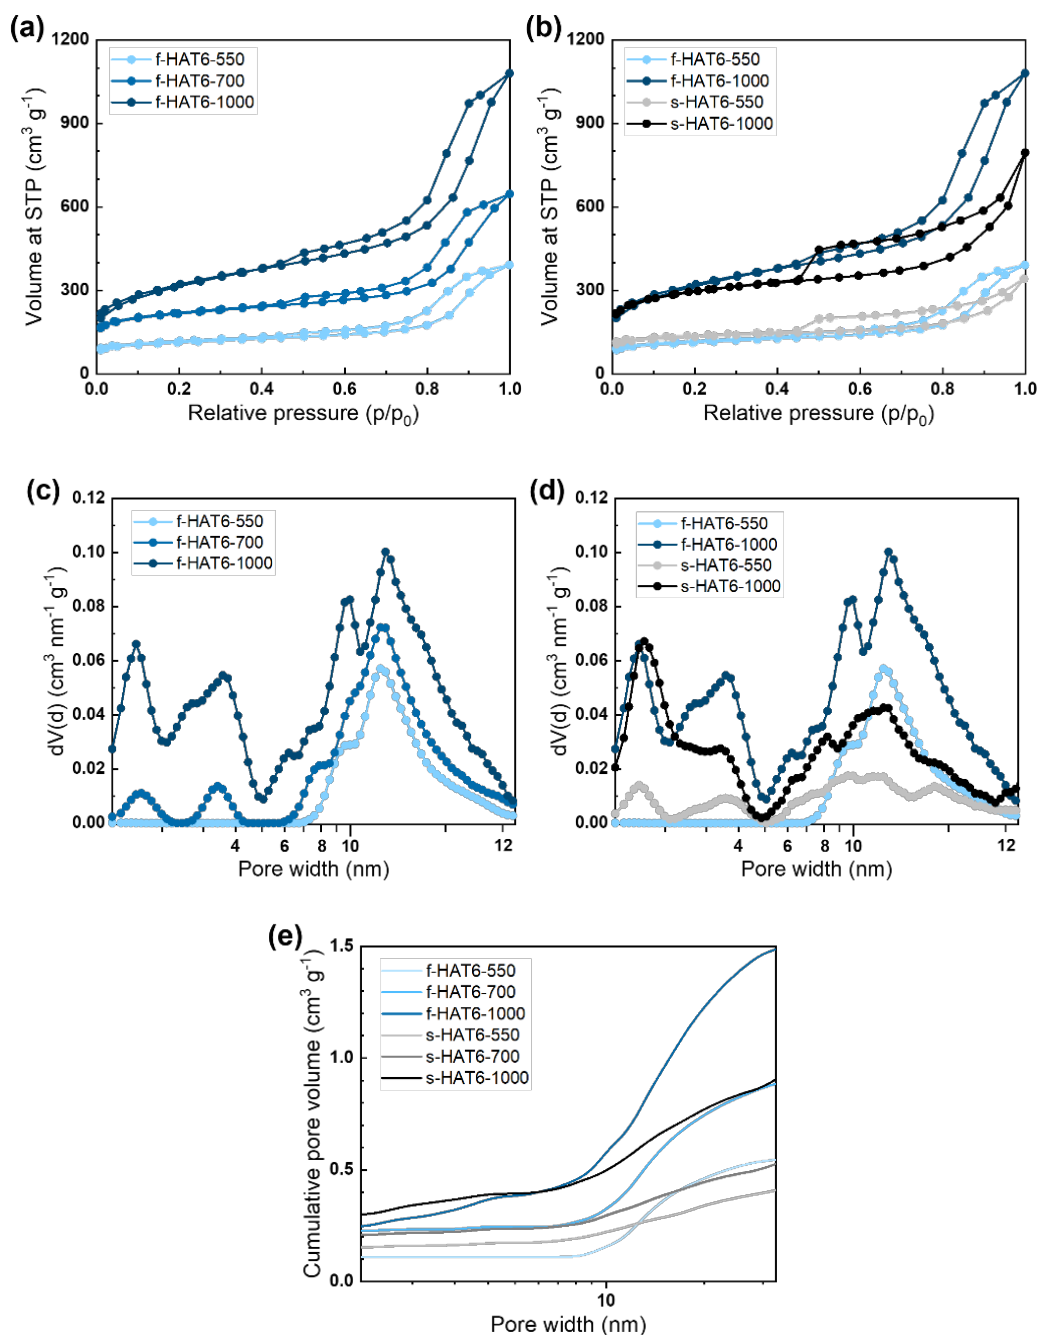 (a)
1200
900
600
300
0
Volume at STP (cm³ g⁻¹)
f-HAT6-550
f-HAT6-700
f-HAT6-1000
0.0 0.2 0.4 0.6 0.8 1.0
Relative pressure (p/p₀)
(b)
1200
900
600
300
0
Volume at STP (cm³ g⁻¹)
f-HAT6-550
f-HAT6-1000
s-HAT6-550
s-HAT6-1000
0.0 0.2 0.4 0.6 0.8 1.0
Relative pressure (p/p₀)
(c)
0.12
0.10
0.08
0.06
0.04
0.02
0.00
dV(d) (cm³ nm⁻¹ g⁻¹)
f-HAT6-550
f-HAT6-700
f-HAT6-1000
4 6 8 10 12
Pore width (nm)
(d)
0.12
0.10
0.08
0.06
0.04
0.02
0.00
dV(d) (cm³ nm⁻¹ g⁻¹)
f-HAT6-550
f-HAT6-1000
s-HAT6-550
s-HAT6-1000
4 6 8 10 12
Pore width (nm)
(e)
1.5
1.0
0.5
0.0
Cumulative pore volume (cm³ g⁻¹)
f-HAT6-550
f-HAT6-700
f-HAT6-1000
s-HAT6-550
s-HAT6-700
s-HAT6-1000
10
Pore width (nm)